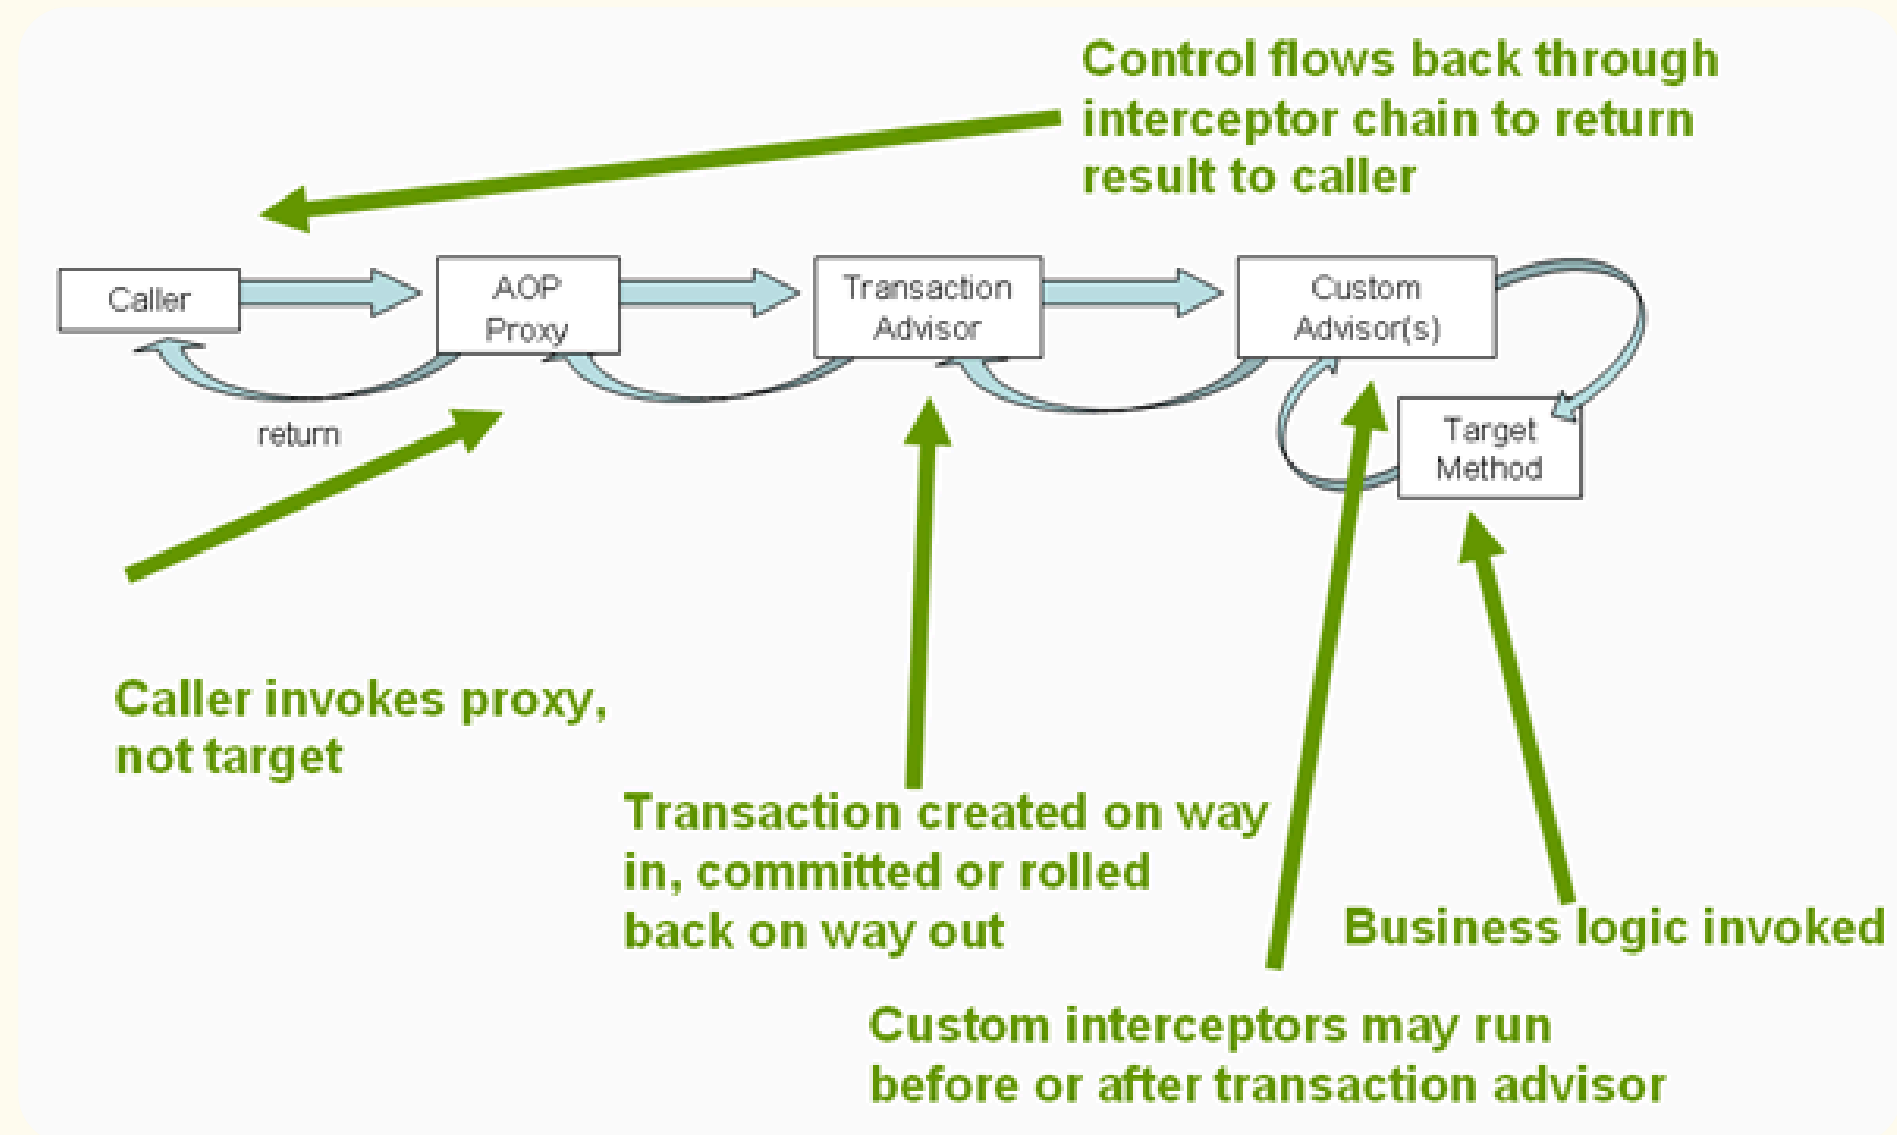 Control flows back through
interceptor chain to return
result to caller
Caller
AOP
Proxy
Transaction
Advisor
Custom
Advisor(s)
return
Target
Method
Caller invokes proxy,
not target
Transaction created on way
in, committed or rolled
back on way out
Business logic invoked
Custom interceptors may run
before or after transaction advisor